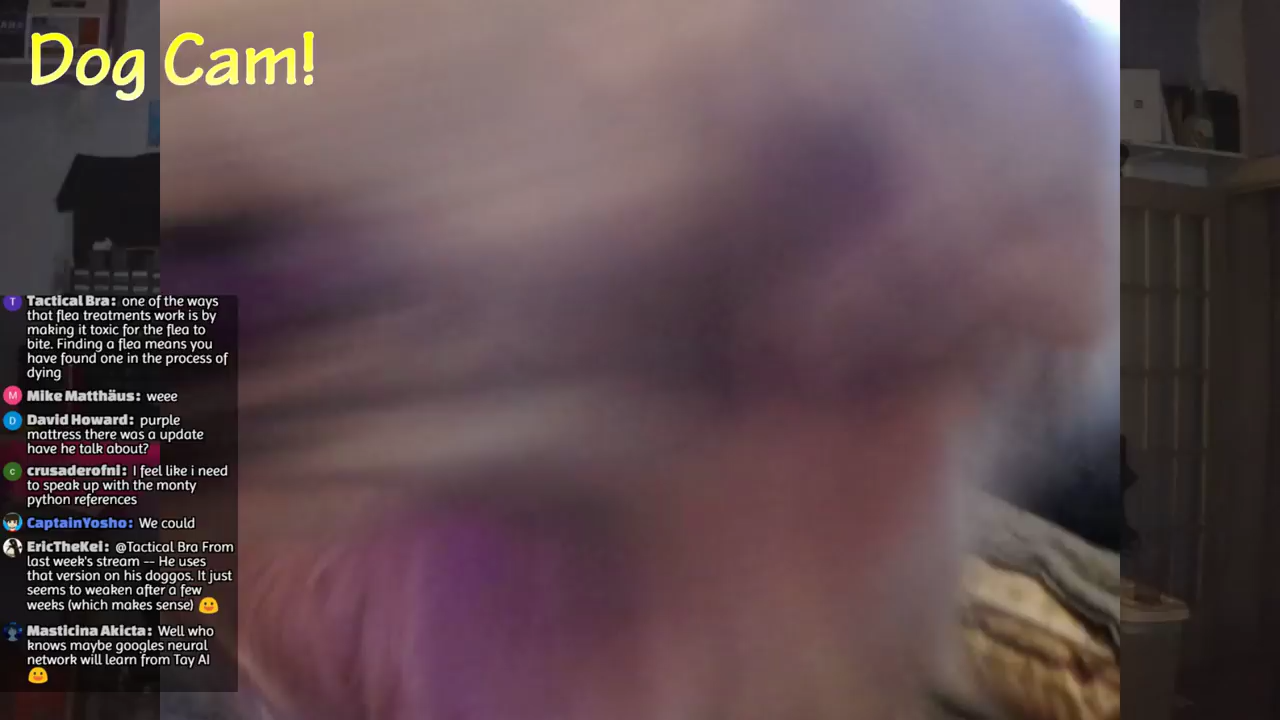 Dog Cam!
T Tactical Bra: one of the ways
that flea treatments work is by
making it toxic for the flea to
bite. Finding a flea means you
have found one in the process of
dying
M Mike Matthäus: weee
D David Howard: purple
mattress there was a update
have he talk about?
c crusaderofni: I feel like i need
to speak up with the monty
python references
CaptainYosho: We could
EricTheKei: @Tactical Bra From
last week's stream -- He uses
that version on his doggos. It just
seems to weaken after a few
weeks (which makes sense)
Masticina Akicta: Well who
knows maybe googles neural
network will learn from Tay AI